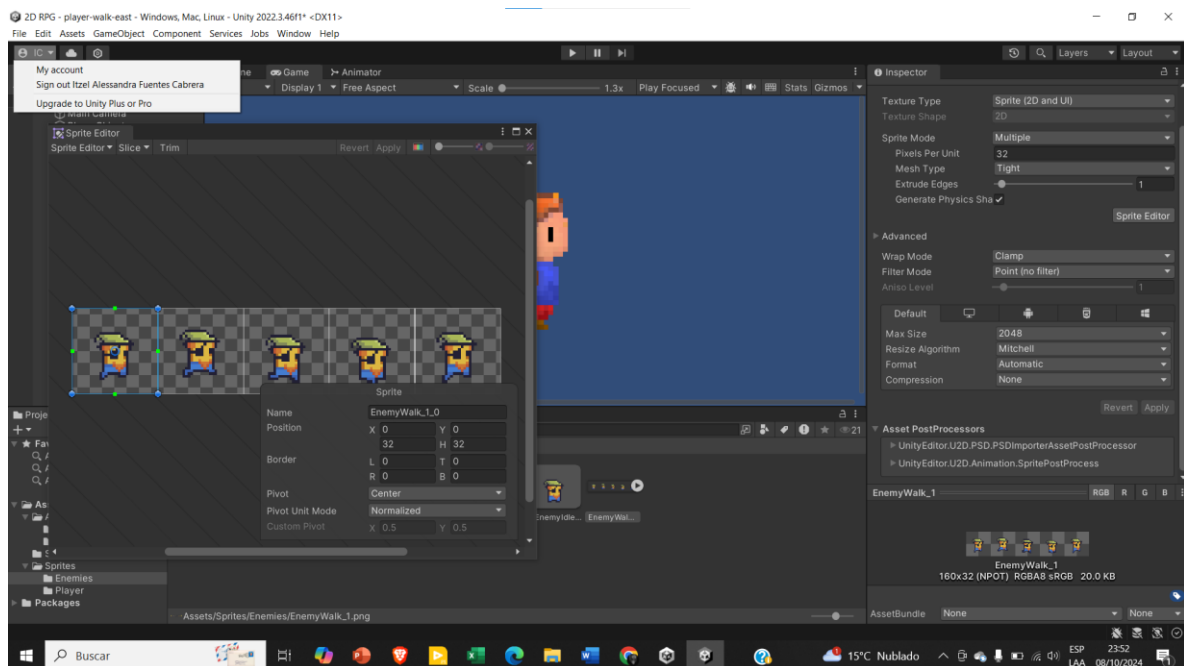 2D RPG - player-walk-east - Windows, Mac, Linux - Unity 2022.3.46f1* <DX11>
File Edit Assets GameObject Component Services Jobs Window Help
IC
Layers Layout
My account
Sign out Itzel Alessandra Fuentes Cabrera
Upgrade to Unity Plus or Pro
Main Camera
ne Game Animator
Display 1 Free Aspect Scale 1.3x Play Focused Stats Gizmos
Sprite Editor
Sprite Editor Slice Trim Revert Apply
Sprite
Name EnemyWalk_1_0
Position X 0 Y 0
32 H 32
Border L 0 T 0
R 0 B 0
Pivot Center
Pivot Unit Mode Normalized
Custom Pivot X 0.5 Y 0.5
Inspector
Texture Type Sprite (2D and UI)
Texture Shape 2D
Sprite Mode Multiple
Pixels Per Unit 32
Mesh Type Tight
Extrude Edges 1
Generate Physics Sha
Sprite Editor
Advanced
Wrap Mode Clamp
Filter Mode Point (no filter)
Aniso Level 1
Default
Max Size 2048
Resize Algorithm Mitchell
Format Automatic
Compression None
Revert Apply
Asset PostProcessors
UnityEditor.U2D.PSD.PSDImporterAssetPostProcessor
UnityEditor.U2D.Animation.SpritePostProcess
EnemyWalk_1 RGB R G B
EnemyWalk_1
160x32 (NPOT) RGBA8 sRGB 20.0 KB
AssetBundle None None
Proje
21
Fav
As
Sprites
Enemies
Player
Packages
EnemyIdle... EnemyWal...
Assets/Sprites/Enemies/EnemyWalk_1.png
Buscar
15°C Nublado
ESP
LAA
23:52
08/10/2024